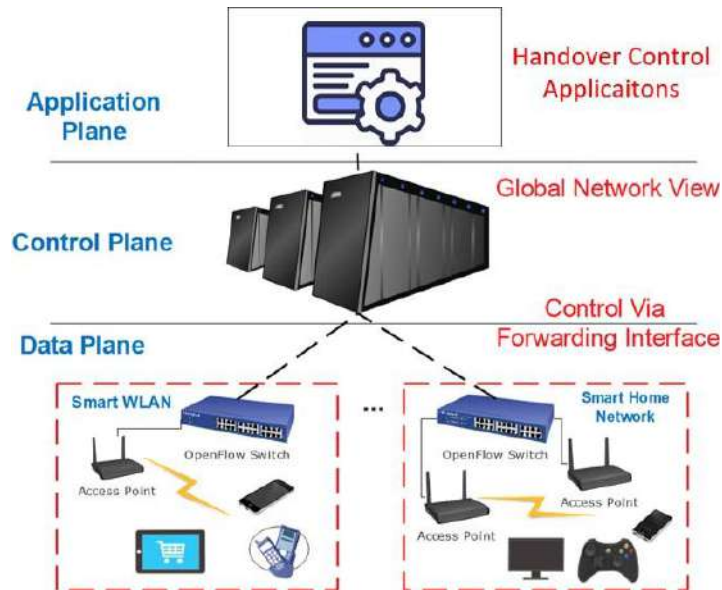 Handover Control
Applicaitons
Application
Plane
Global Network View
Control Plane
Control Via
Forwarding Interface
Data Plane
Smart WLAN
...
Smart Home
Network
OpenFlow Switch
OpenFlow Switch
Access Point
Access Point
Access Point